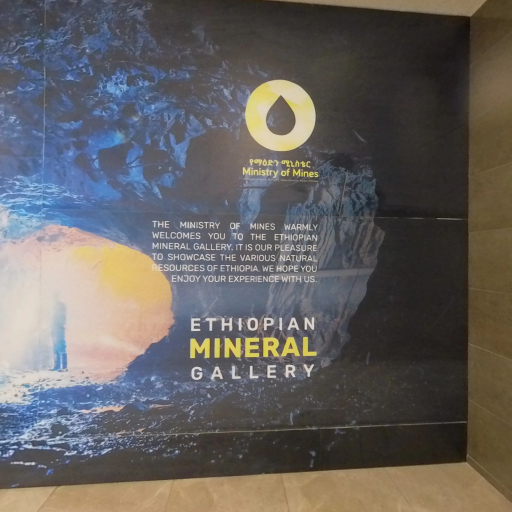 የማዕድን ሚኒስቴር
Ministry of Mines
THE MINISTRY OF MINES WARMLY
WELCOMES YOU TO THE ETHIOPIAN
MINERAL GALLERY. IT IS OUR PLEASURE
TO SHOWCASE THE VARIOUS NATURAL
RESOURCES OF ETHIOPIA. WE HOPE YOU
ENJOY YOUR EXPERIENCE WITH US.
ETHIOPIAN
MINERAL
GALLERY